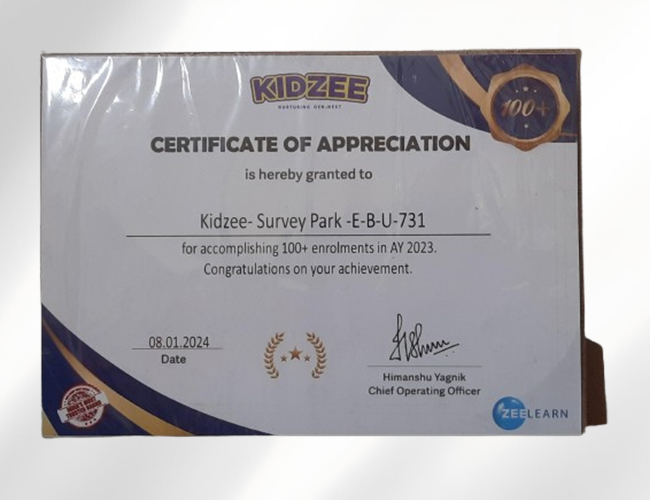 KIDZEE
NURTURING GEN-NEXT
100+
CERTIFICATE OF APPRECIATION
is hereby granted to
Kidzee- Survey Park -E-B-U-731
for accomplishing 100+ enrolments in AY 2023.
Congratulations on your achievement.
08.01.2024
Date
Himanshu Yagnik
Chief Operating Officer
ZEELEARN